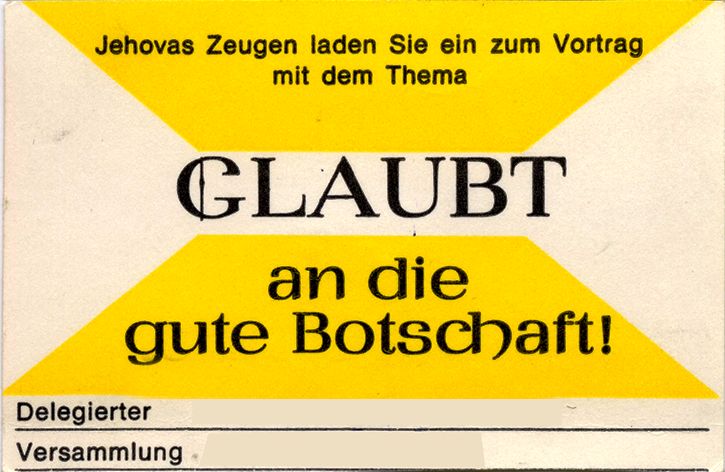 Jehovas Zeugen laden Sie ein zum Vortrag
mit dem Thema
GLAUBT
an die
gute Botschaft!
Delegierter
Versammlung